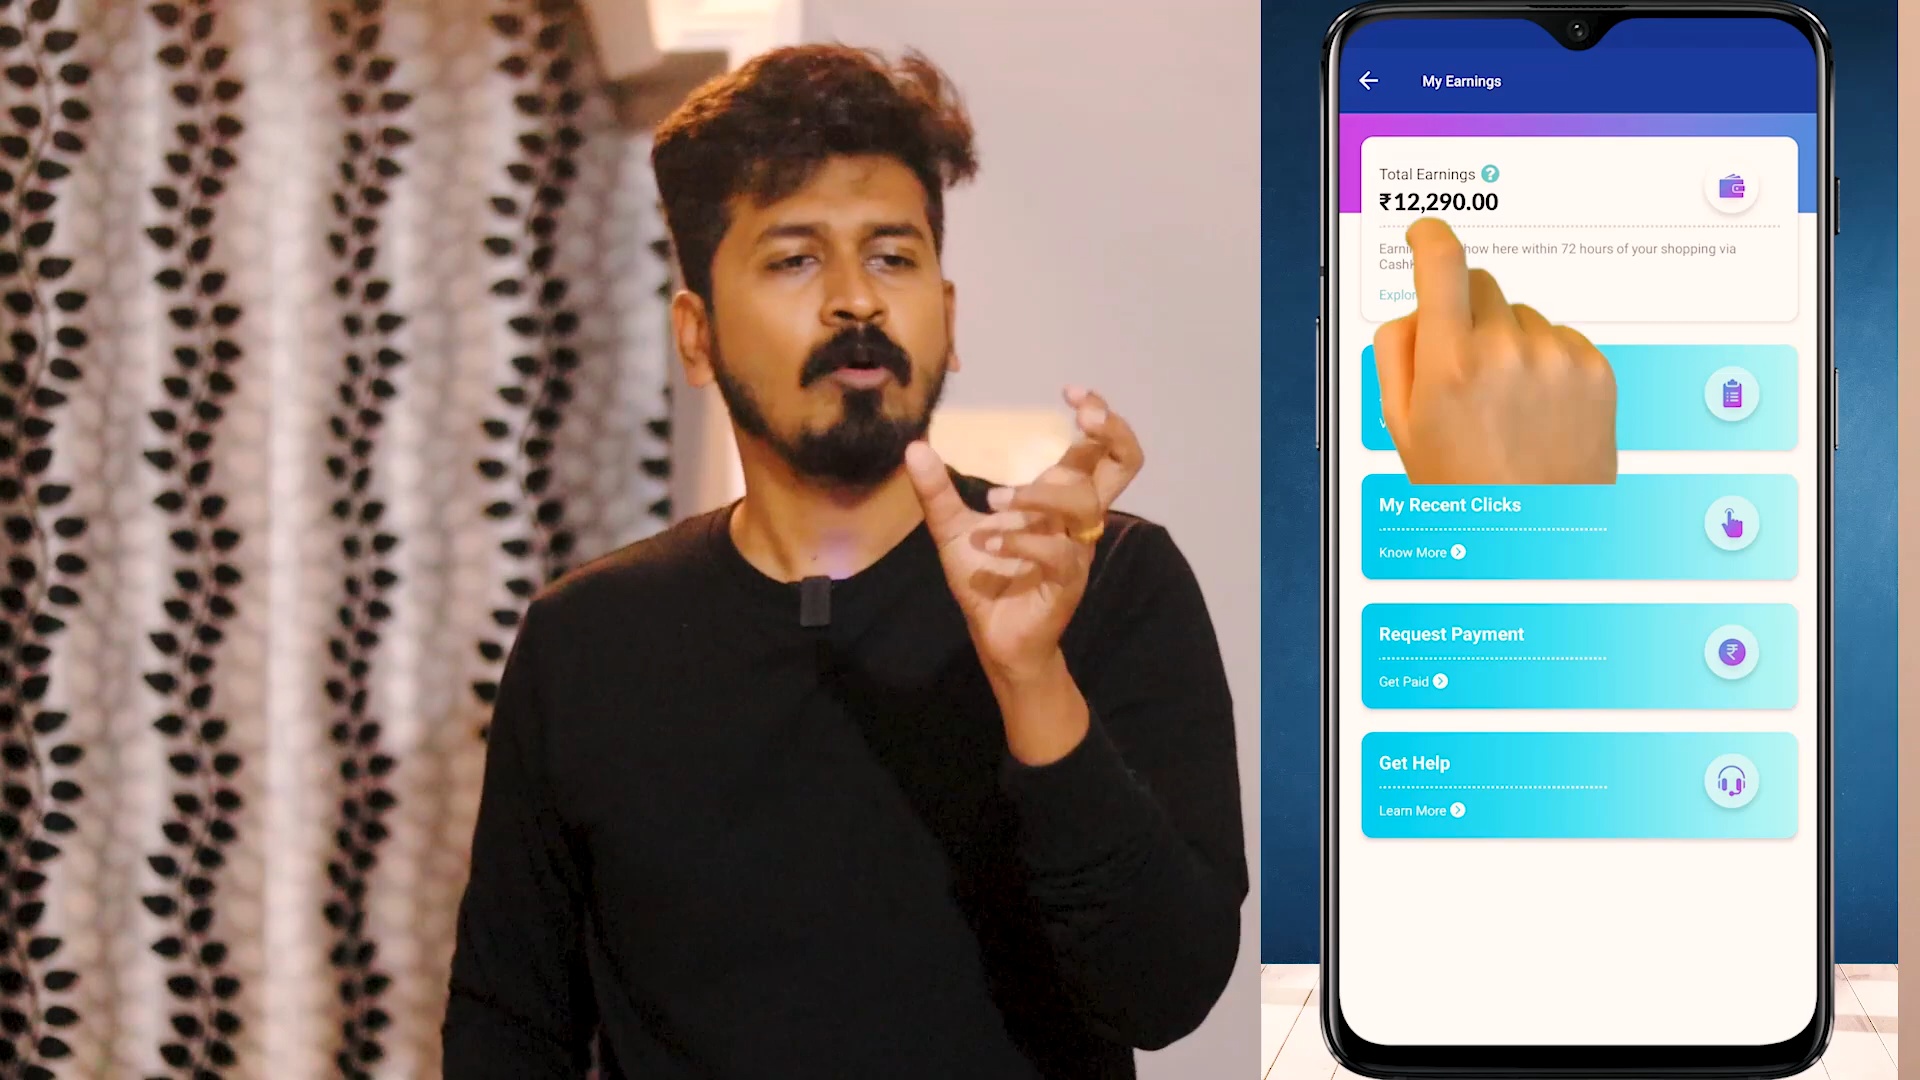 My Earnings
Total Earnings ?
₹12,290.00
how here within 72 hours of your shopping via
My Recent Clicks
Know More
Request Payment
₹
Get Paid
Get Help
Learn More